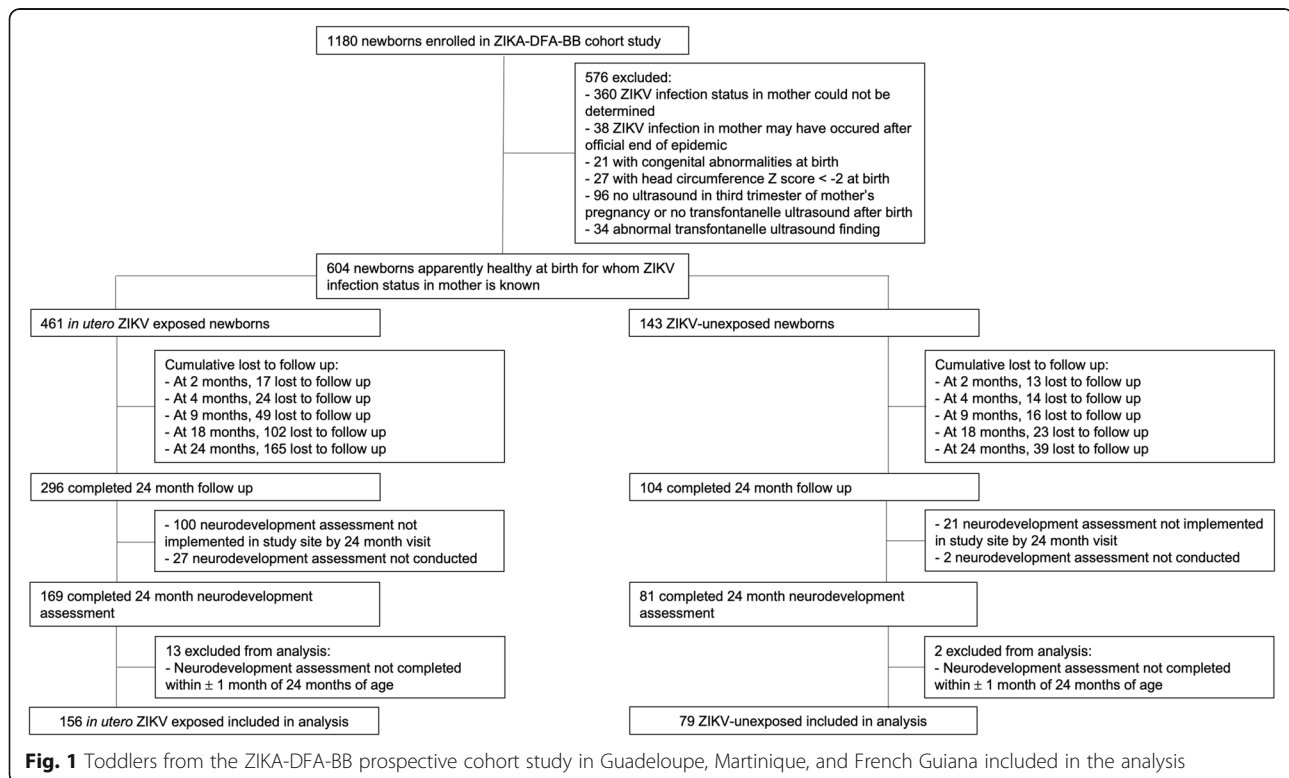 1180 newborns enrolled in ZIKA-DFA-BB cohort study
576 excluded:
- 360 ZIKV infection status in mother could not be
determined
- 38 ZIKV infection in mother may have occured after
official end of epidemic
- 21 with congenital abnormalities at birth
- 27 with head circumference Z score < -2 at birth
- 96 no ultrasound in third trimester of mother's
pregnancy or no transfontanelle ultrasound after birth
- 34 abnormal transfontanelle ultrasound finding
604 newborns apparently healthy at birth for whom ZIKV
infection status in mother is known
461 in utero ZIKV exposed newborns
143 ZIKV-unexposed newborns
Cumulative lost to follow up:
- At 2 months, 17 lost to follow up
- At 4 months, 24 lost to follow up
- At 9 months, 49 lost to follow up
- At 18 months, 102 lost to follow up
- At 24 months, 165 lost to follow up
Cumulative lost to follow up:
- At 2 months, 13 lost to follow up
- At 4 months, 14 lost to follow up
- At 9 months, 16 lost to follow up
- At 18 months, 23 lost to follow up
- At 24 months, 39 lost to follow up
296 completed 24 month follow up
104 completed 24 month follow up
- 100 neurodevelopment assessment not
implemented in study site by 24 month visit
- 27 neurodevelopment assessment not conducted
- 21 neurodevelopment assessment not implemented
in study site by 24 month visit
- 2 neurodevelopment assessment not conducted
169 completed 24 month neurodevelopment
assessment
81 completed 24 month neurodevelopment
assessment
13 excluded from analysis:
- Neurodevelopment assessment not completed
within ± 1 month of 24 months of age
2 excluded from analysis:
- Neurodevelopment assessment not completed
within ± 1 month of 24 months of age
156 in utero ZIKV exposed included in analysis
79 ZIKV-unexposed included in analysis
Fig. 1 Toddlers from the ZIKA-DFA-BB prospective cohort study in Guadeloupe, Martinique, and French Guiana included in the analysis